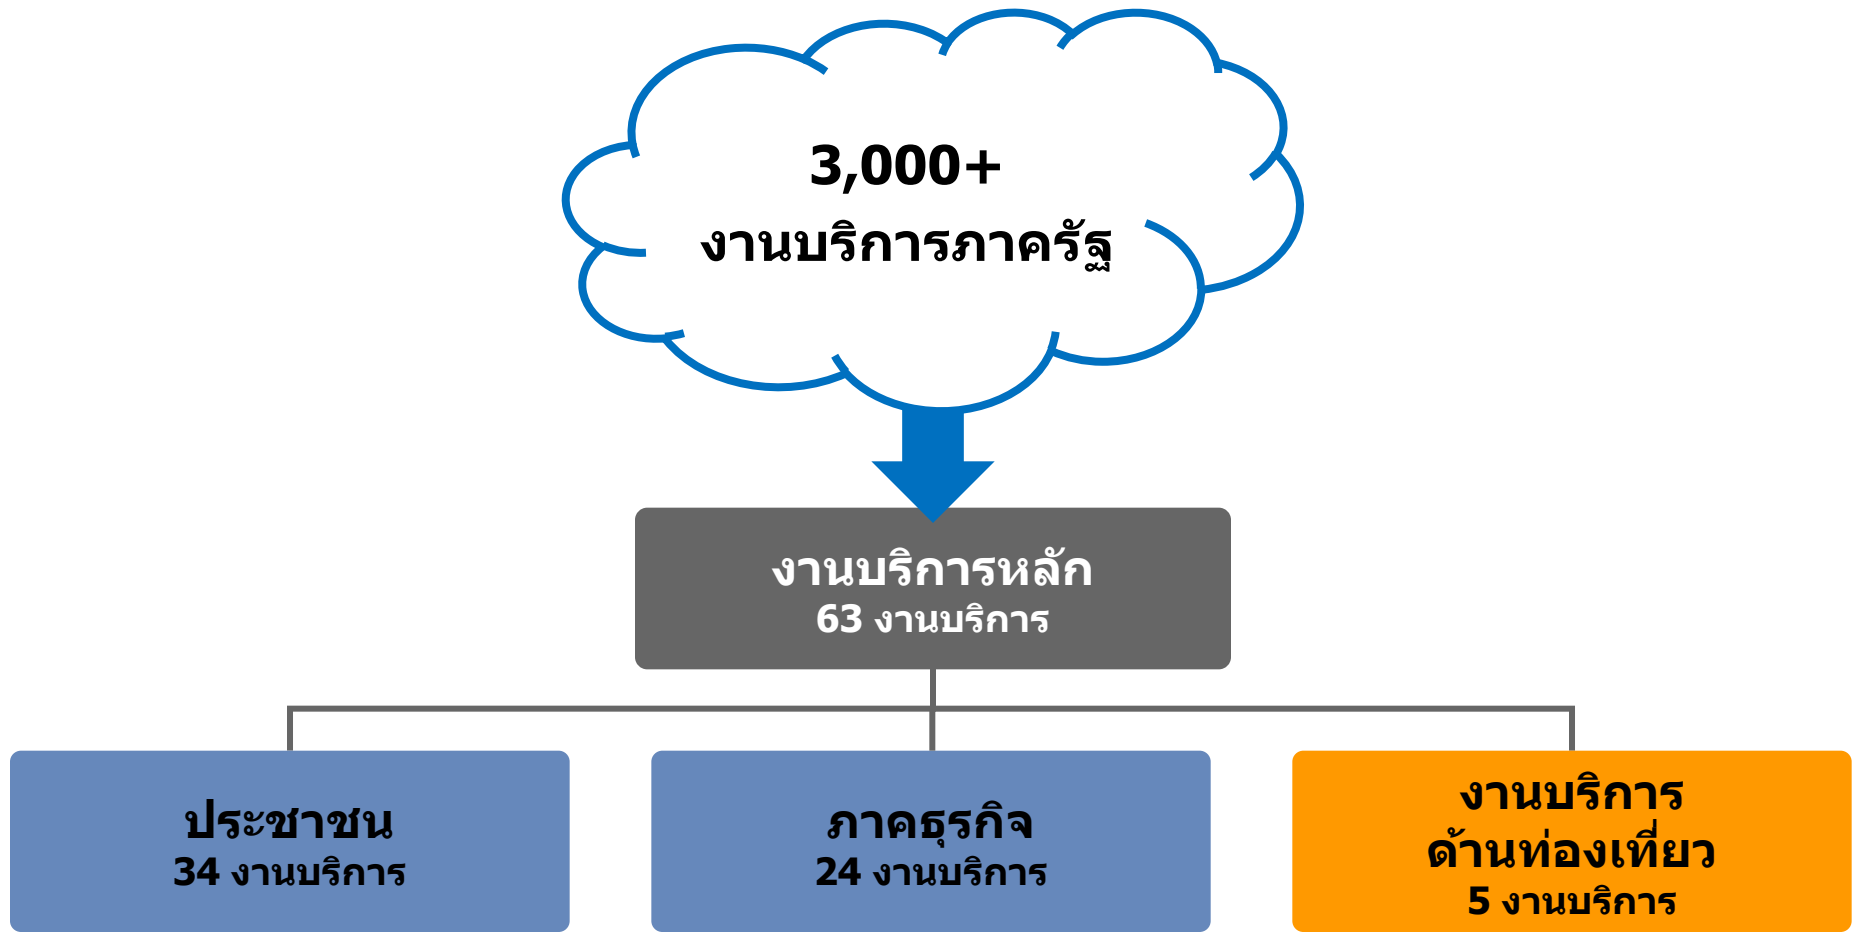 3,000+
งานบริการภาครัฐ
งานบริการหลัก
63 งานบริการ
ประชาชน
34 งานบริการ
ภาคธุรกิจ
24 งานบริการ
งานบริการ
ด้านท่องเที่ยว
5 งานบริการ